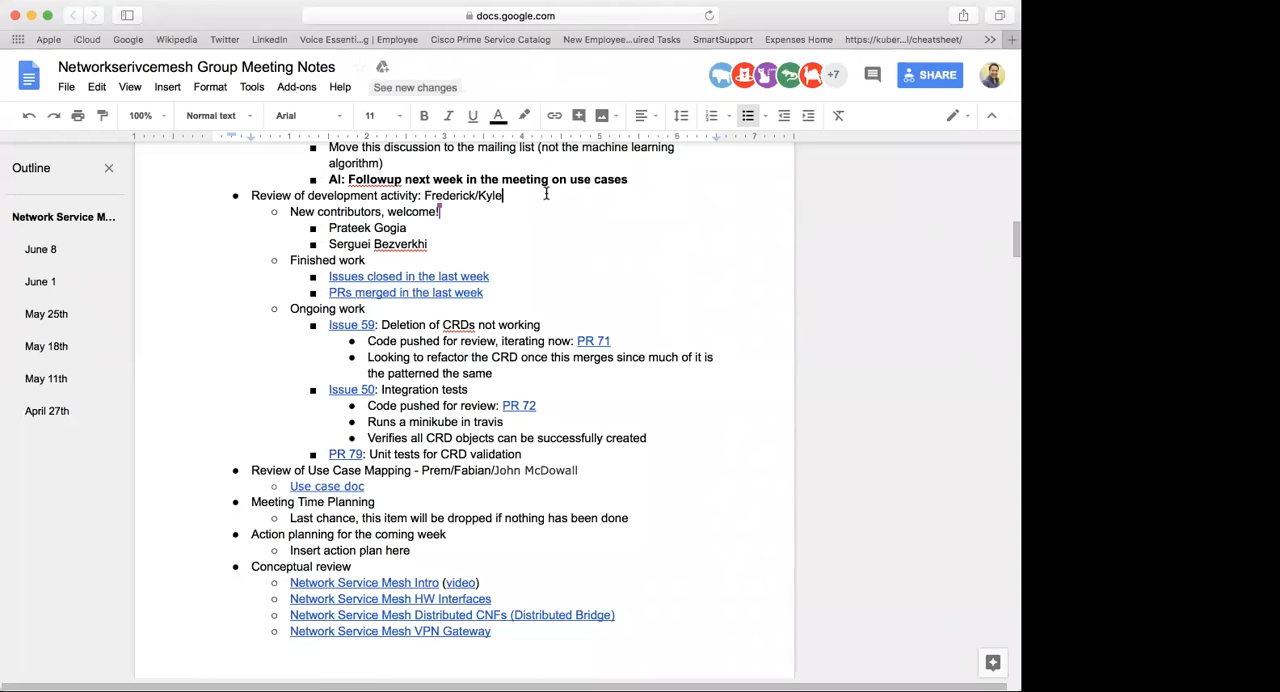 docs.google.com
Apple iCloud Google Wikipedia Twitter LinkedIn Voice Essenti...g | Employee Cisco Prime Service Catalog New Employee...uired Tasks SmartSupport Expenses Home https://kuber...l/cheatsheet/
Networkserivcemesh Group Meeting Notes
+7
SHARE
File Edit View Insert Format Tools Add-ons Help See new changes
100% Normal text Arial 11 B I U A
1 1 2 3 4 5 6 7
Outline
Network Service M...
June 8
June 1
May 25th
May 18th
May 11th
April 27th
Move this discussion to the mailing list (not the machine learning
algorithm)
AI: Followup next week in the meeting on use cases
Review of development activity: Frederick/Kyle
New contributors, welcome!
Prateek Gogia
Serguei Bezverkhi
Finished work
Issues closed in the last week
PRs merged in the last week
Ongoing work
Issue 59: Deletion of CRDs not working
Code pushed for review, iterating now: PR 71
Looking to refactor the CRD once this merges since much of it is
the patterned the same
Issue 50: Integration tests
Code pushed for review: PR 72
Runs a minikube in travis
Verifies all CRD objects can be successfully created
PR 79: Unit tests for CRD validation
Review of Use Case Mapping - Prem/Fabian/John McDowall
Use case doc
Meeting Time Planning
Last chance, this item will be dropped if nothing has been done
Action planning for the coming week
Insert action plan here
Conceptual review
Network Service Mesh Intro (video)
Network Service Mesh HW Interfaces
Network Service Mesh Distributed CNFs (Distributed Bridge)
Network Service Mesh VPN Gateway